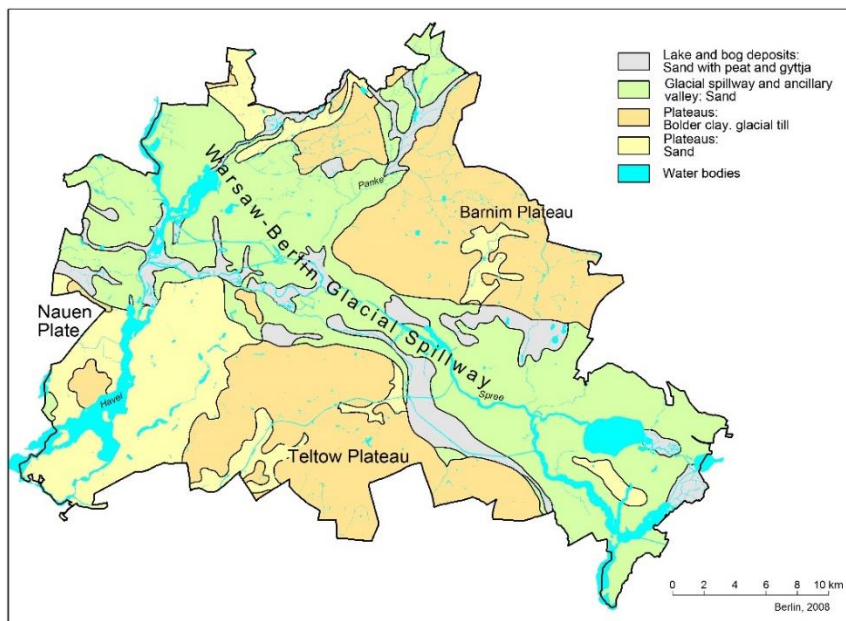 Lake and bog deposits:
Sand with peat and gyttja
Glacial spillway and ancillary
valley: Sand
Plateaus:
Bolder clay. glacial till
Plateaus:
Sand
Water bodies
Warsaw-Berlin Glacial Spillway
Panke
Barnim Plateau
Nauen
Plate
Havel
Spree
Teltow Plateau
0 2 4 6 8 10 km
Berlin, 2008